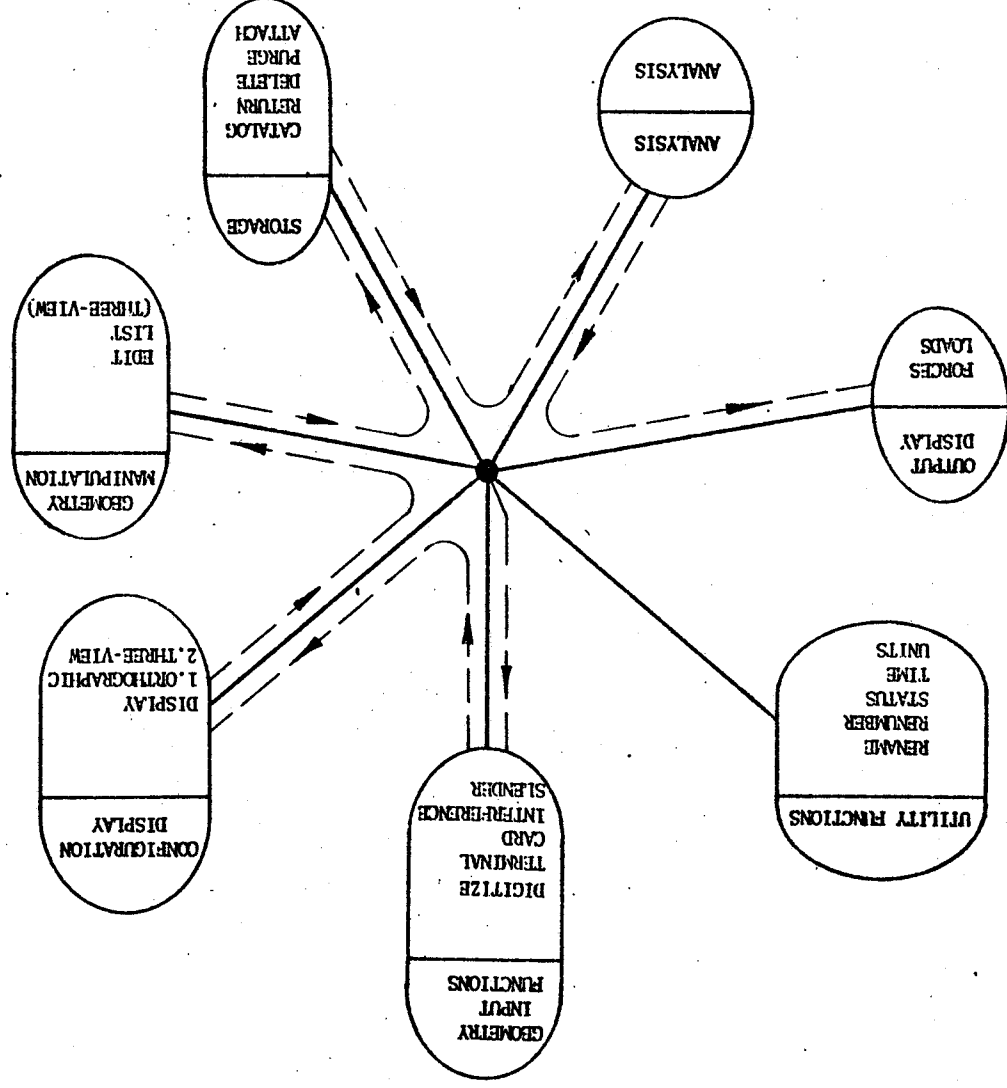 GEOMETRY
INPUT
FUNCTIONS
DIGITIZE
TERMINAL
CARD
INTERFERENCE
SLENDER
UTILITY FUNCTIONS
RENAME
RENUMBER
STATUS
TIME
UNITS
CONFIGURATION
DISPLAY
DISPLAY
1.ORTHOGRAPHIC
2.THREE-VIEW
OUTPUT
DISPLAY
LOADS
FORCES
GEOMETRY
MANIPULATION
EDIT
LIST
(THREE-VIEW)
ANALYSIS
ANALYSIS
STORAGE
CATALOG
RETURN
DELETE
PURGE
ATTACH